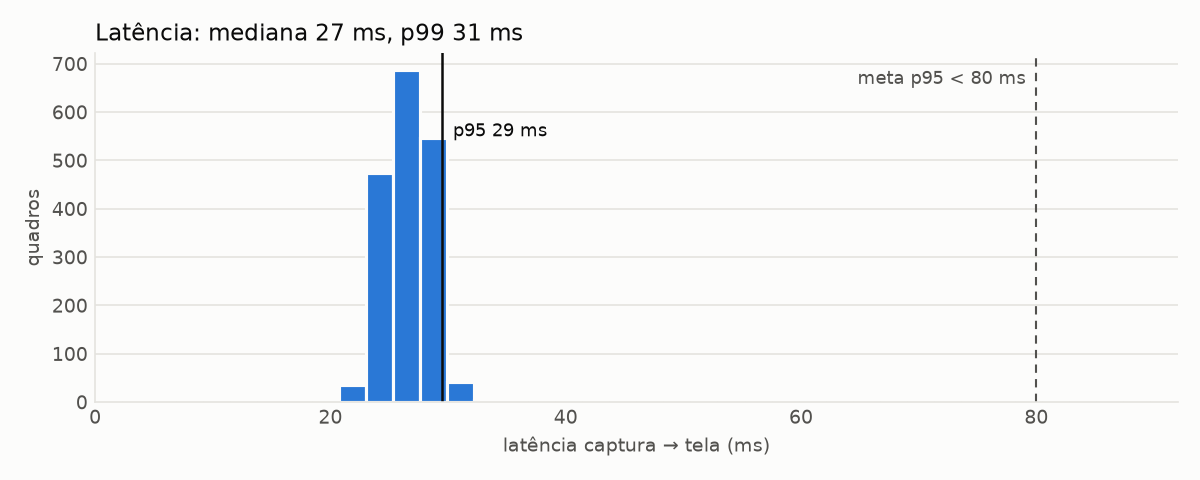 Latência: mediana 27 ms, p99 31 ms
700
600
500
400
300
200
100
0
quadros
meta p95 < 80 ms
p95 29 ms
0
20
40
60
80
latência captura → tela (ms)